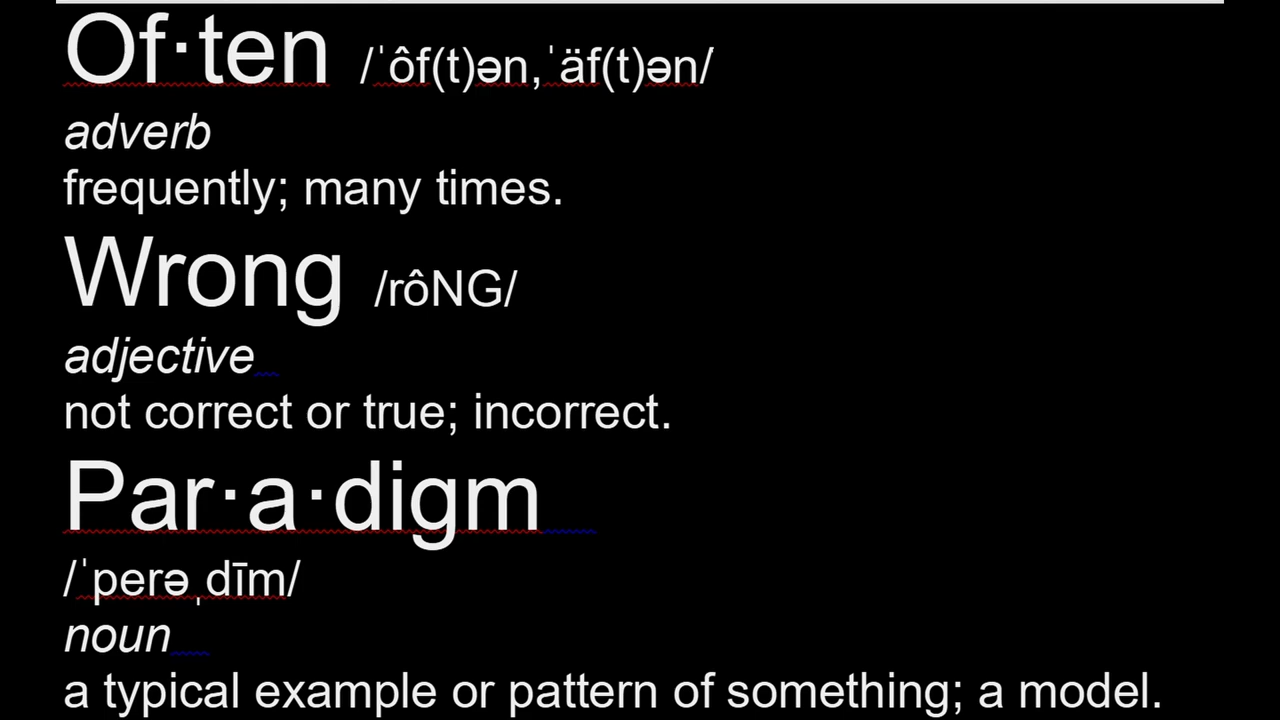 Of·ten /ˈôf(t)ən,ˈäf(t)ən/
adverb
frequently; many times.
Wrong /rôNG/
adjective
not correct or true; incorrect.
Par·a·digm
/ˈperəˌdīm/
noun
a typical example or pattern of something; a model.